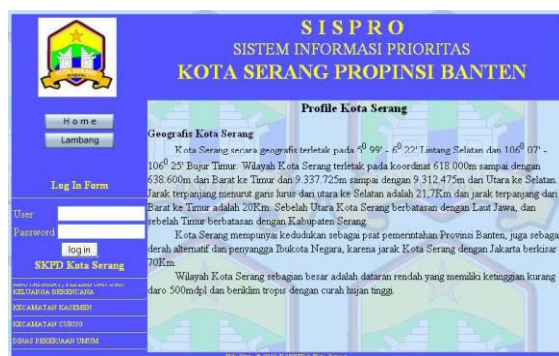 S I S P R O
SISTEM INFORMASI PRIORITAS
KOTA SERANG PROPINSI BANTEN
H o m e
Lambang
Log In Form
User
Password
log in
SKPD Kota Serang
KELUARGA BERENCANA
KECAMATAN KASEMEN
KECAMATAN CURUG
DINAS PEKERJAAN UMUM
Profile Kota Serang
Geografis Kota Serang
Kota Serang secara geografis terletak pada 5⁰ 99' - 6⁰ 22' Lintang Selatan dan 106⁰ 07' -
106⁰ 25' Bujur Timur. Wilayah Kota Serang terletak pada koordinat 618.000m sampai dengan
638.600m dari Barat ke Timur dan 9.337.725m sampai dengan 9.312.475m dari Utara ke Selatan.
Jarak terpanjang menurut garis lurus dari utara ke Selatan adalah 21,7Km dan jarak terpanjang dari
Barat ke Timur adalah 20Km. Sebelah Utara Kota Serang berbatasan dengan Laut Jawa, dan
sebelah Timur berbatasan dengan Kabupaten Serang.
Kota Serang mempunyai kedudukan sebagai psat pemerintahan Provinsi Banten, juga sebaga
derah alternatif dan penyangga Ibukota Negara, karena jarak Kota Serang dengan Jakarta berkisar
70Km.
Wilayah Kota Serang sebagian besar adalah dataran rendah yang memiliki ketinggian kurang
daro 500mdpl dan beriklim tropis dengan curah hujan tinggi.